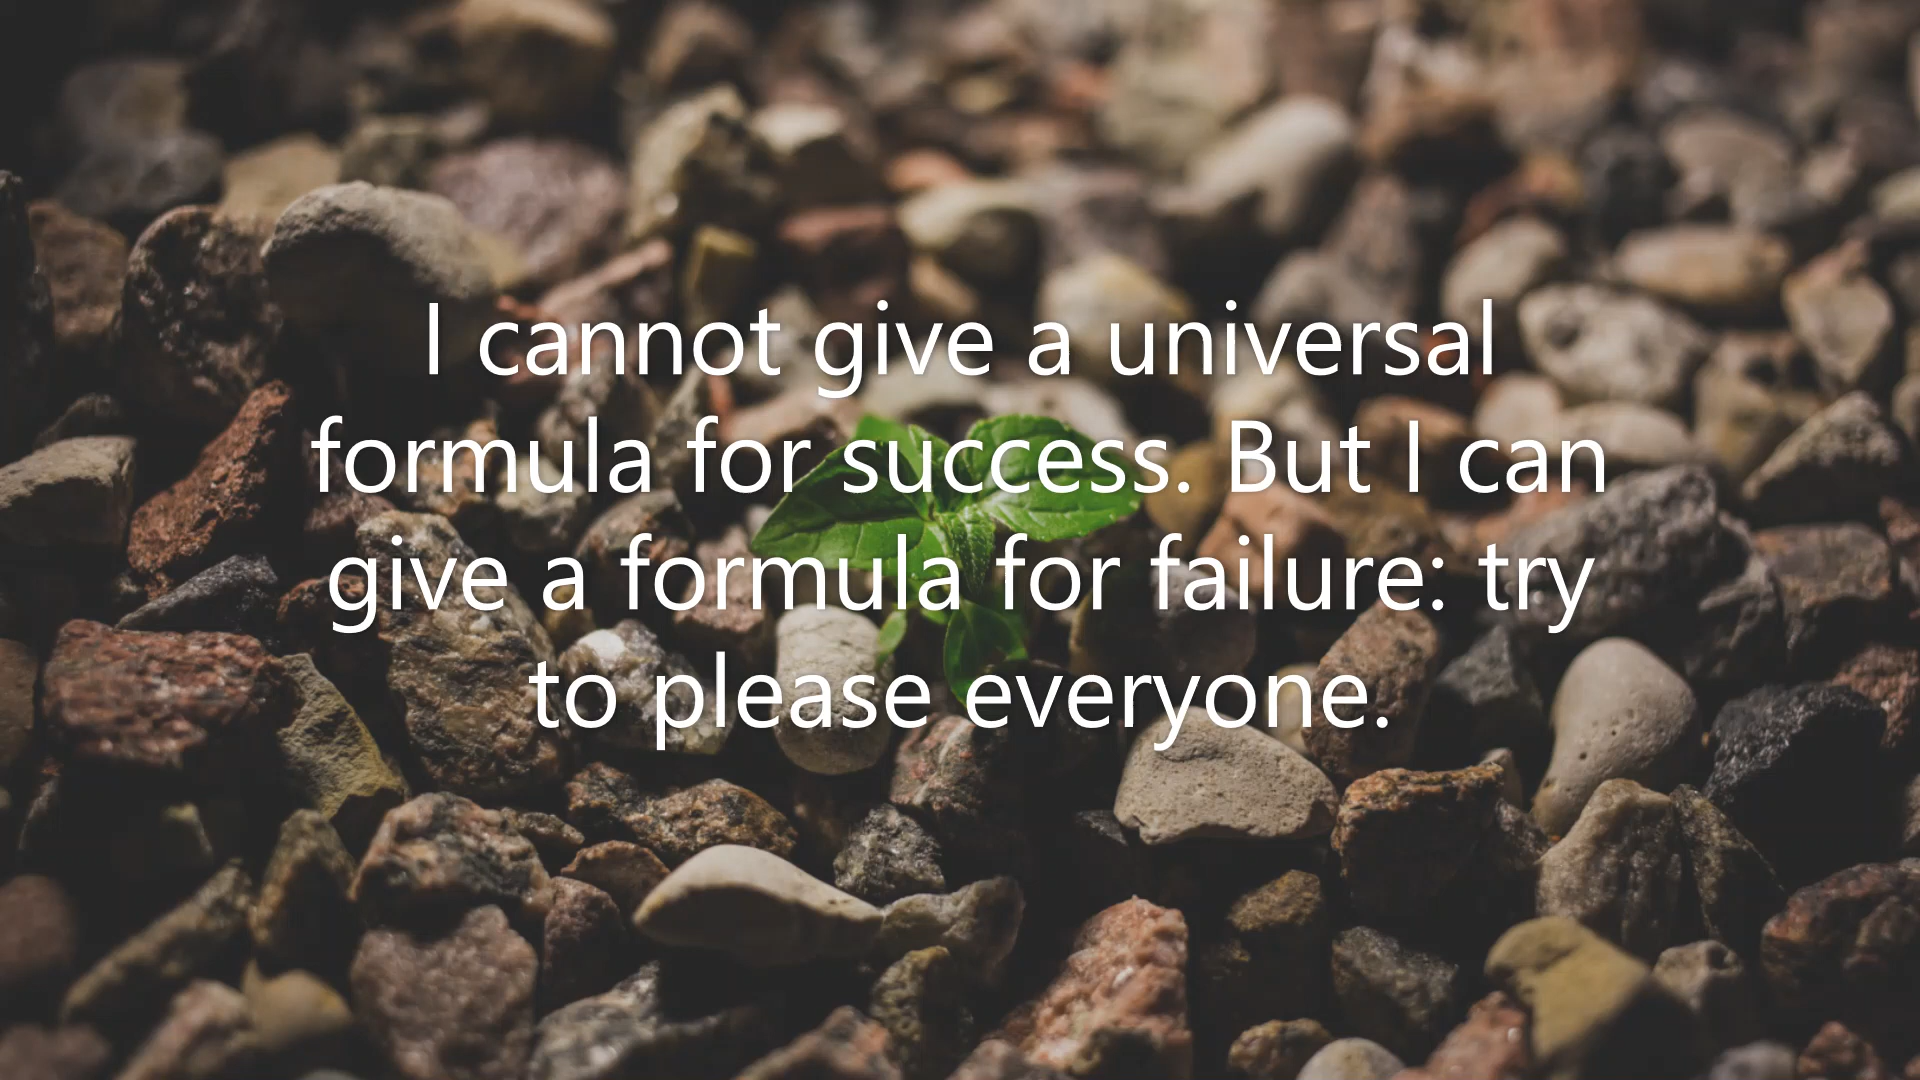 I cannot give a universal
formula for success. But I can
give a formula for failure: try
to please everyone.